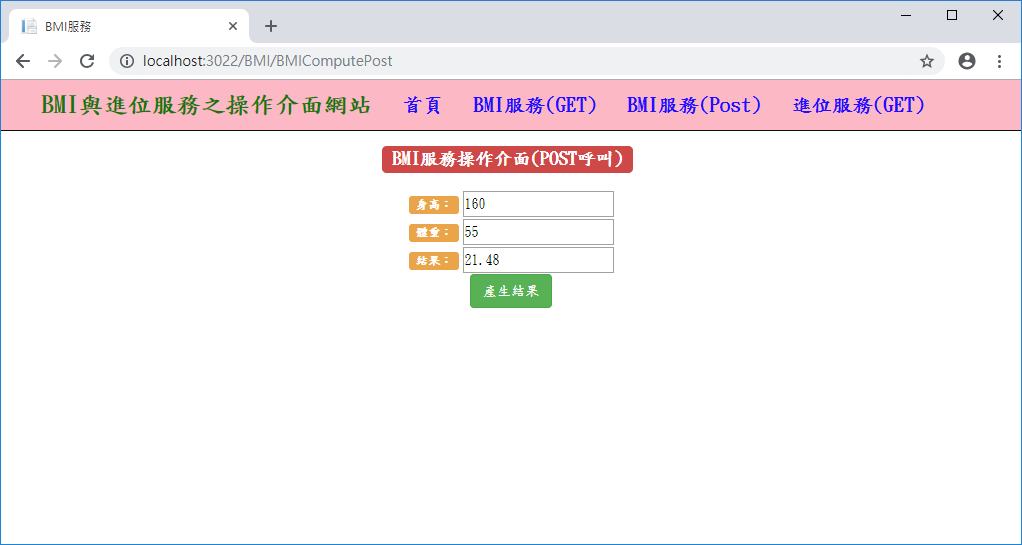 BMI服務
localhost:3022/BMI/BMIComputePost
BMI與進位服務之操作介面網站 首頁 BMI服務(GET) BMI服務(Post) 進位服務(GET)
BMI服務操作介面(POST呼叫)
身高： 160
體重： 55
結果： 21.48
產生結果